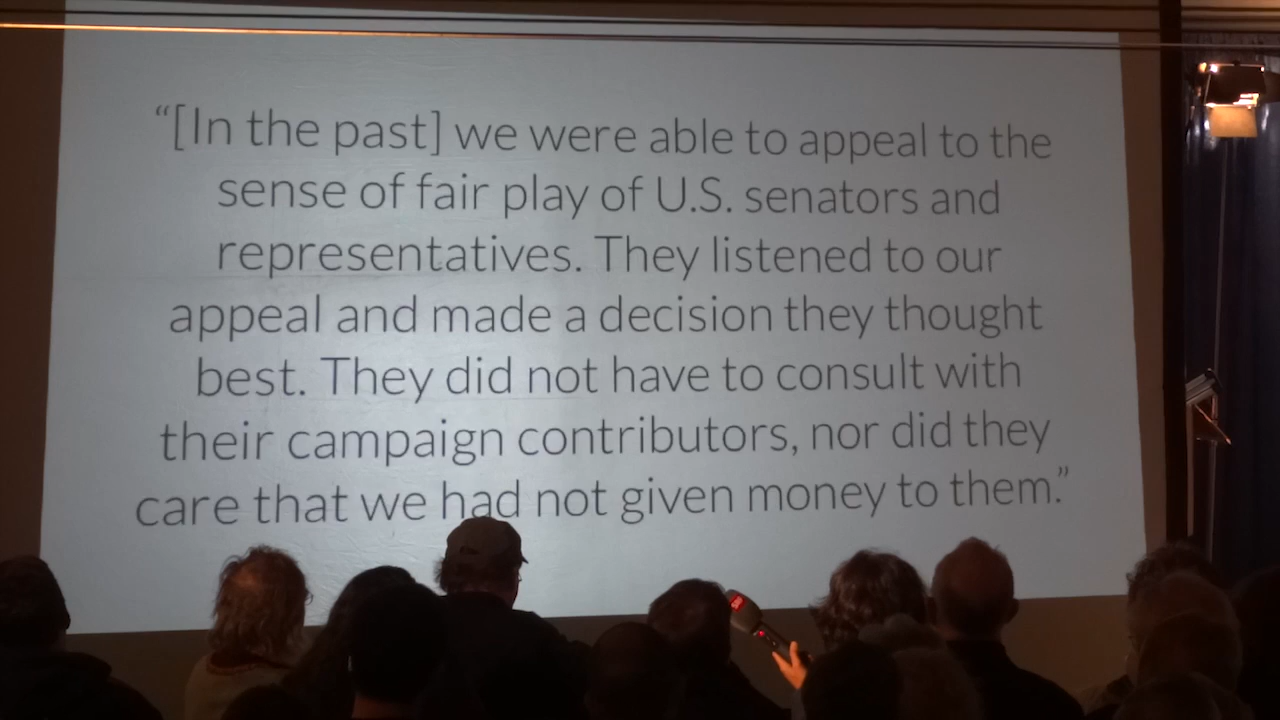 “[In the past] we were able to appeal to the
sense of fair play of U.S. senators and
representatives. They listened to our
appeal and made a decision they thought
best. They did not have to consult with
their campaign contributors, nor did they
care that we had not given money to them.”